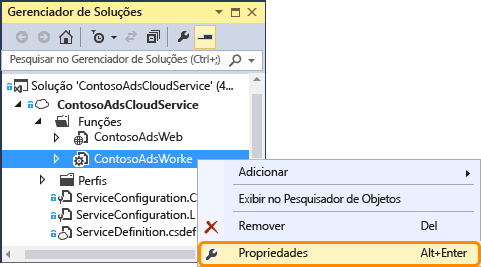 Gerenciador de Soluções
Pesquisar no Gerenciador de Soluções (Ctrl+;)
Solução 'ContosoAdsCloudService' (4...
ContosoAdsCloudService
Funções
ContosoAdsWeb
ContosoAdsWorke
Perfis
ServiceConfiguration.C
ServiceConfiguration.L
ServiceDefinition.csdef
Adicionar
Exibir no Pesquisador de Objetos
Remover Del
Propriedades Alt+Enter